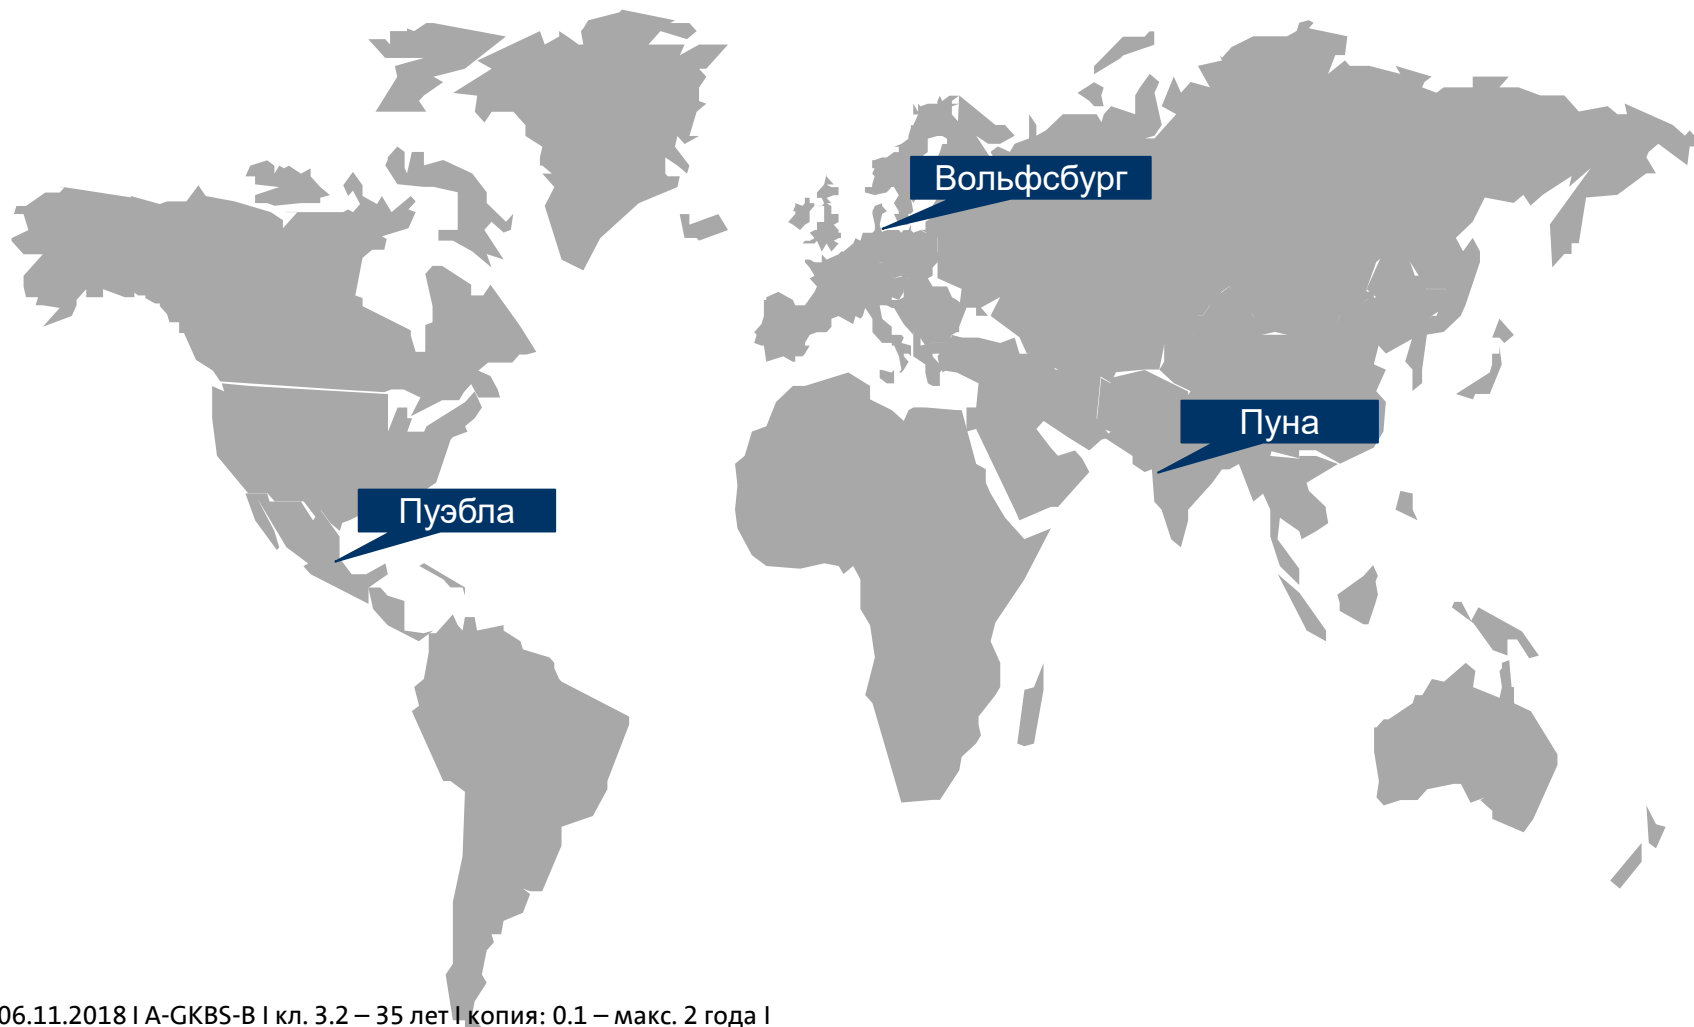 Вольфсбург
Пуна
Пуэбла
06.11.2018 I A-GKBS-B I кл. 3.2 – 35 лет I копия: 0.1 – макс. 2 года I